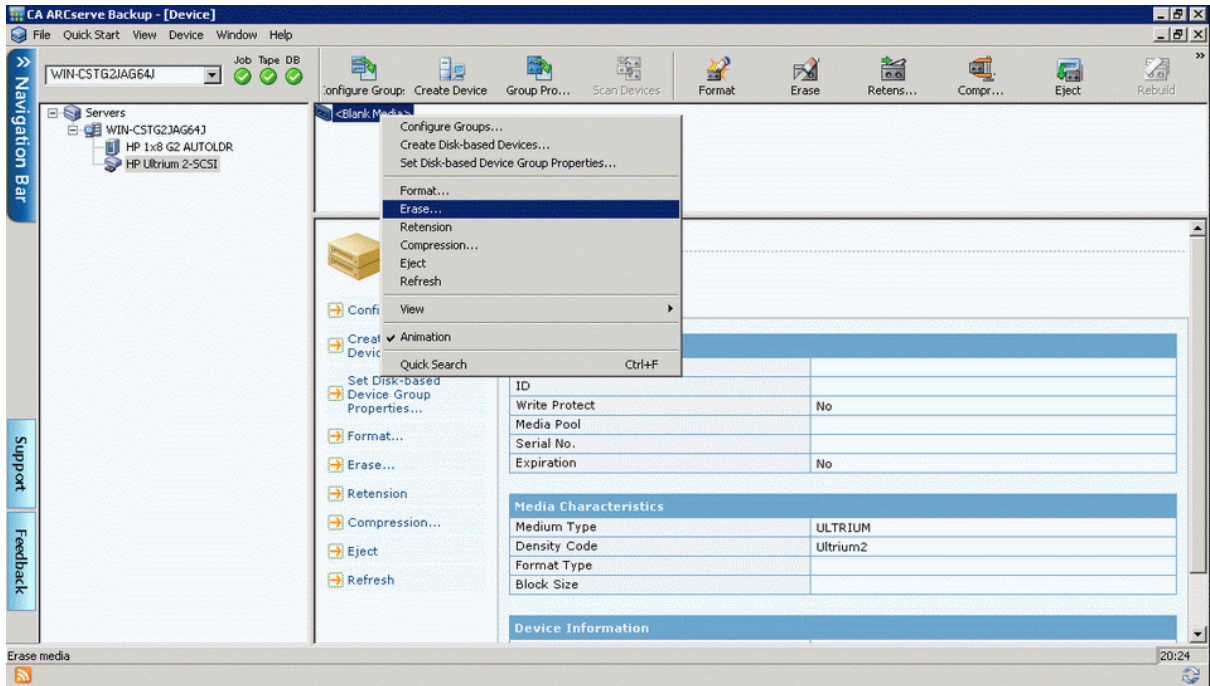 CA ARCserve Backup - [Device]
File Quick Start View Device Window Help
» Navigation Bar
WIN-CSTG2JAG64J
Job Tape DB
Configure Group: Create Device Group Pro... Scan Devices Format Erase Retens... Compr... Eject Rebuild »
Servers
WIN-CSTG2JAG64J
HP 1x8 G2 AUTOLDR
HP Ultrium 2-SCSI
<Blank Media>
Configure Groups...
Create Disk-based Devices...
Set Disk-based Device Group Properties...
Format...
Erase...
Retension
Compression...
Eject
Refresh
View
Animation
Quick Search Ctrl+F
Confi
Creat
Devic
Set Disk-based
Device Group
Properties...
Format...
Erase...
Retension
Compression...
Eject
Refresh
ID
Write Protect No
Media Pool
Serial No.
Expiration No
Media Characteristics
Medium Type ULTRIUM
Density Code Ultrium2
Format Type
Block Size
Device Information
Support
Feedback
Erase media
20:24